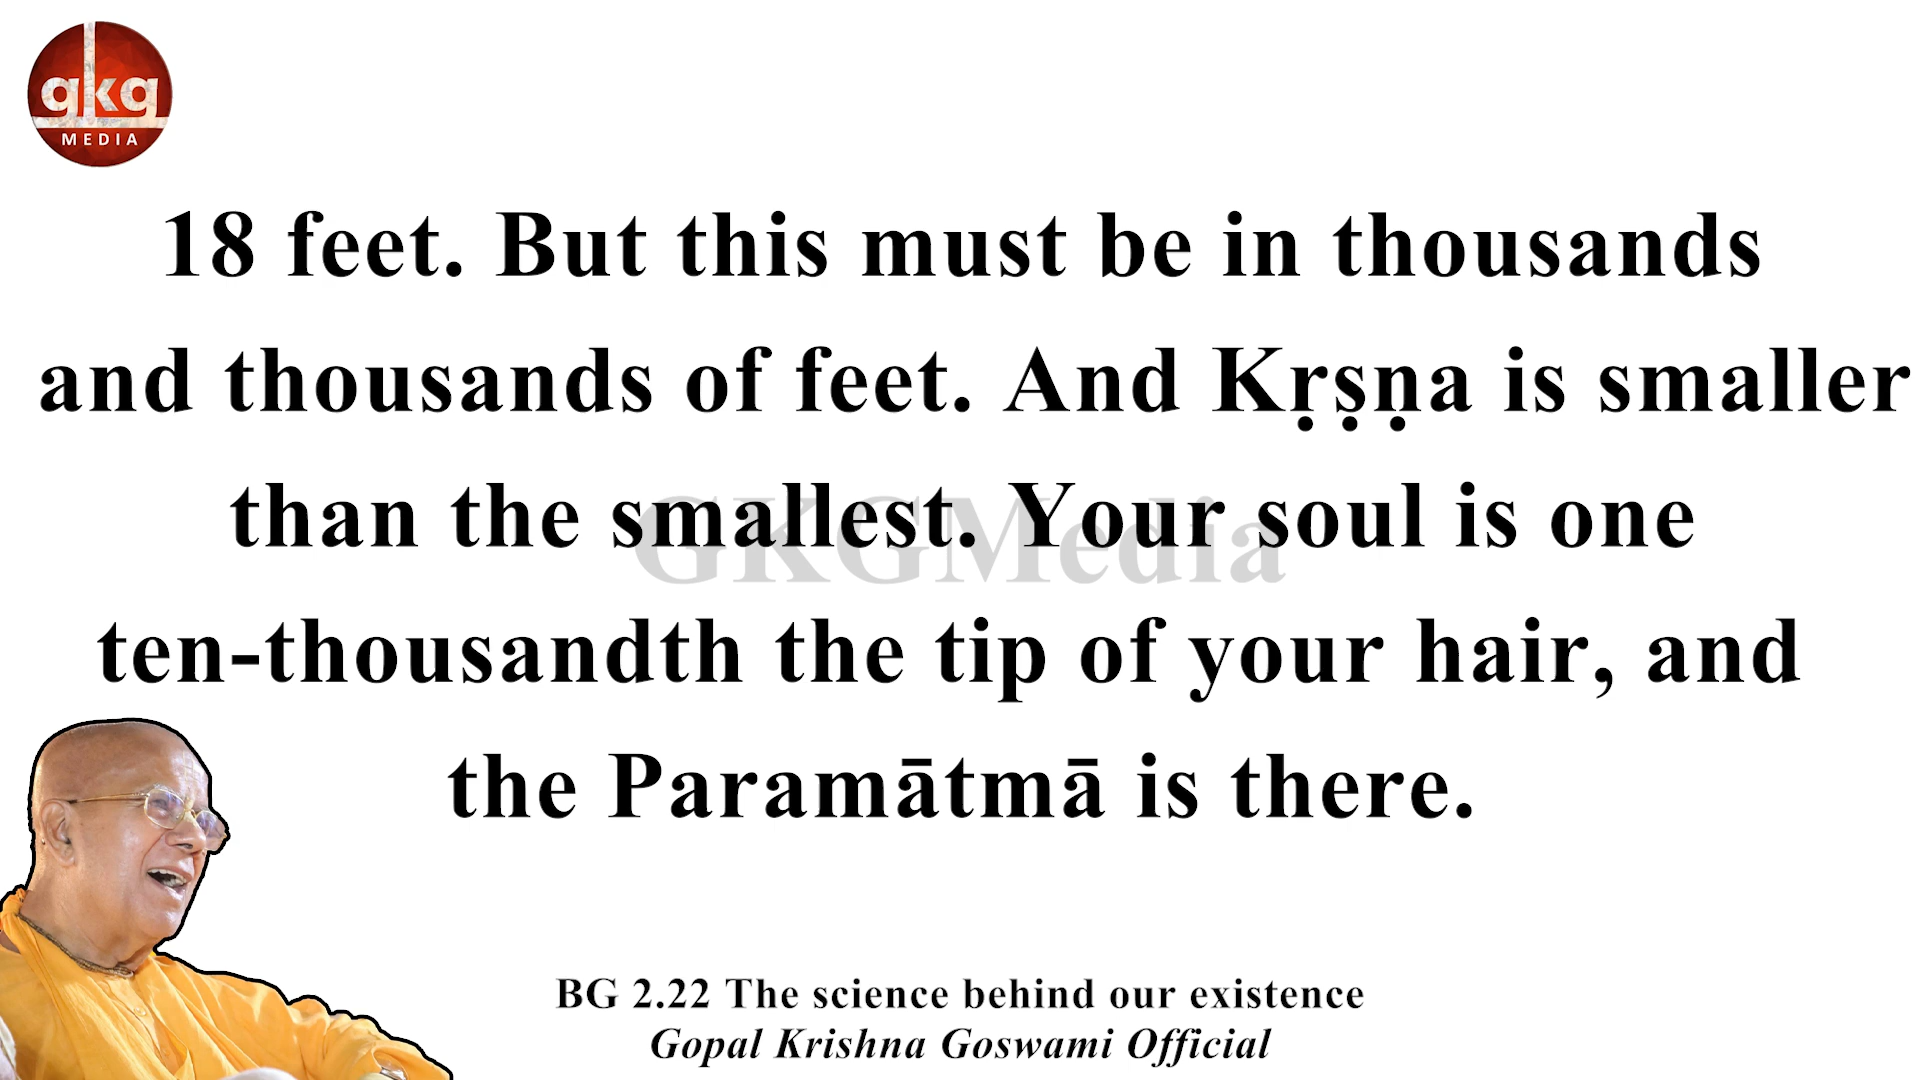 gkg
MEDIA
18 feet. But this must be in thousands
and thousands of feet. And Kṛṣṇa is smaller
than the smallest. Your soul is one
GKGMedia
ten-thousandth the tip of your hair, and
the Paramātmā is there.
BG 2.22 The science behind our existence
Gopal Krishna Goswami Official